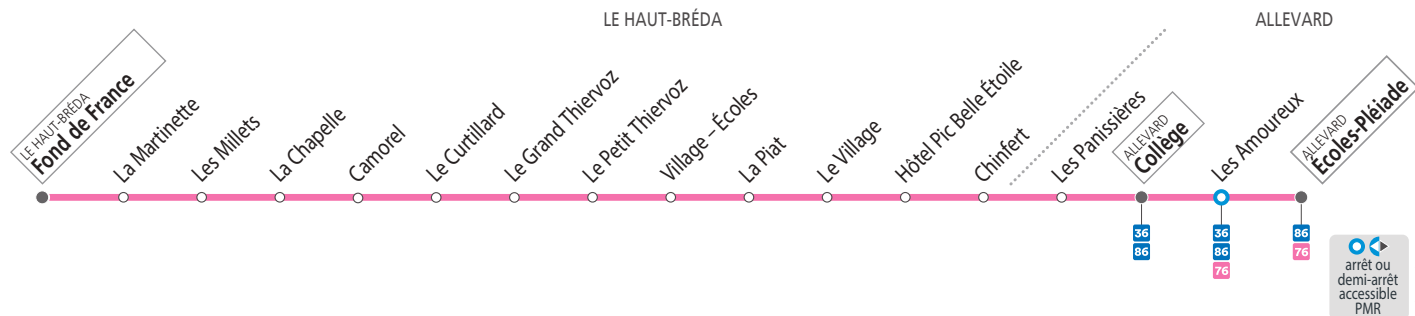 LE HAUT-BRÉDA
ALLEVARD
LE HAUT-BRÉDA
Fond de France
La Martinette
Les Millets
La Chapelle
Camorel
Le Curtillard
Le Grand Thiervoz
Le Petit Thiervoz
Village – Écoles
La Piat
Le Village
Hôtel Pic Belle Étoile
Chinfert
Les Panissières
ALLEVARD
Collège
Les Amoureux
ALLEVARD
Écoles-Pléiade
36
86
36
86
76
86
76
arrêt ou
demi-arrêt
accessible
PMR